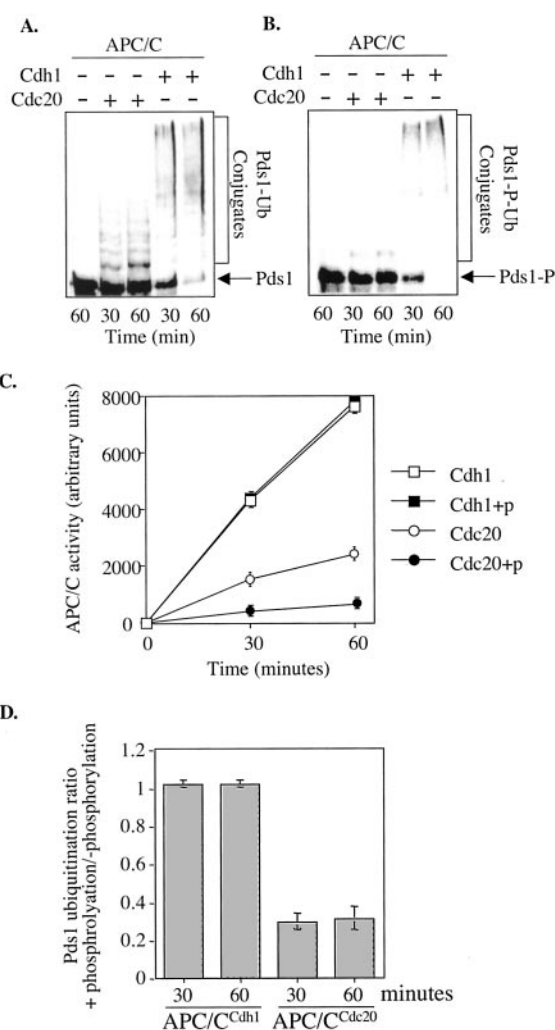 A.
APC/C
Cdh1 - - - + +
Cdc20 - + + - -
Pds1-Ub
Conjugates
Pds1
60 30 60 30 60
Time (min)
B.
APC/C
Cdh1 - - - + +
Cdc20 - + + - -
Pds1-P-Ub
Conjugates
Pds1-P
60 30 60 30 60
Time (min)
C.
APC/C activity (arbitrary units)
8000
6000
4000
2000
0
0 30 60
Time (minutes)
Cdh1
Cdh1+p
Cdc20
Cdc20+p
D.
Pds1 ubiquitination ratio
+ phosphrolyation/-phosphorylation
1.2
1
0.8
0.6
0.4
0.2
0
30 60 30 60 minutes
APC/CCdh1 APC/CCdc20